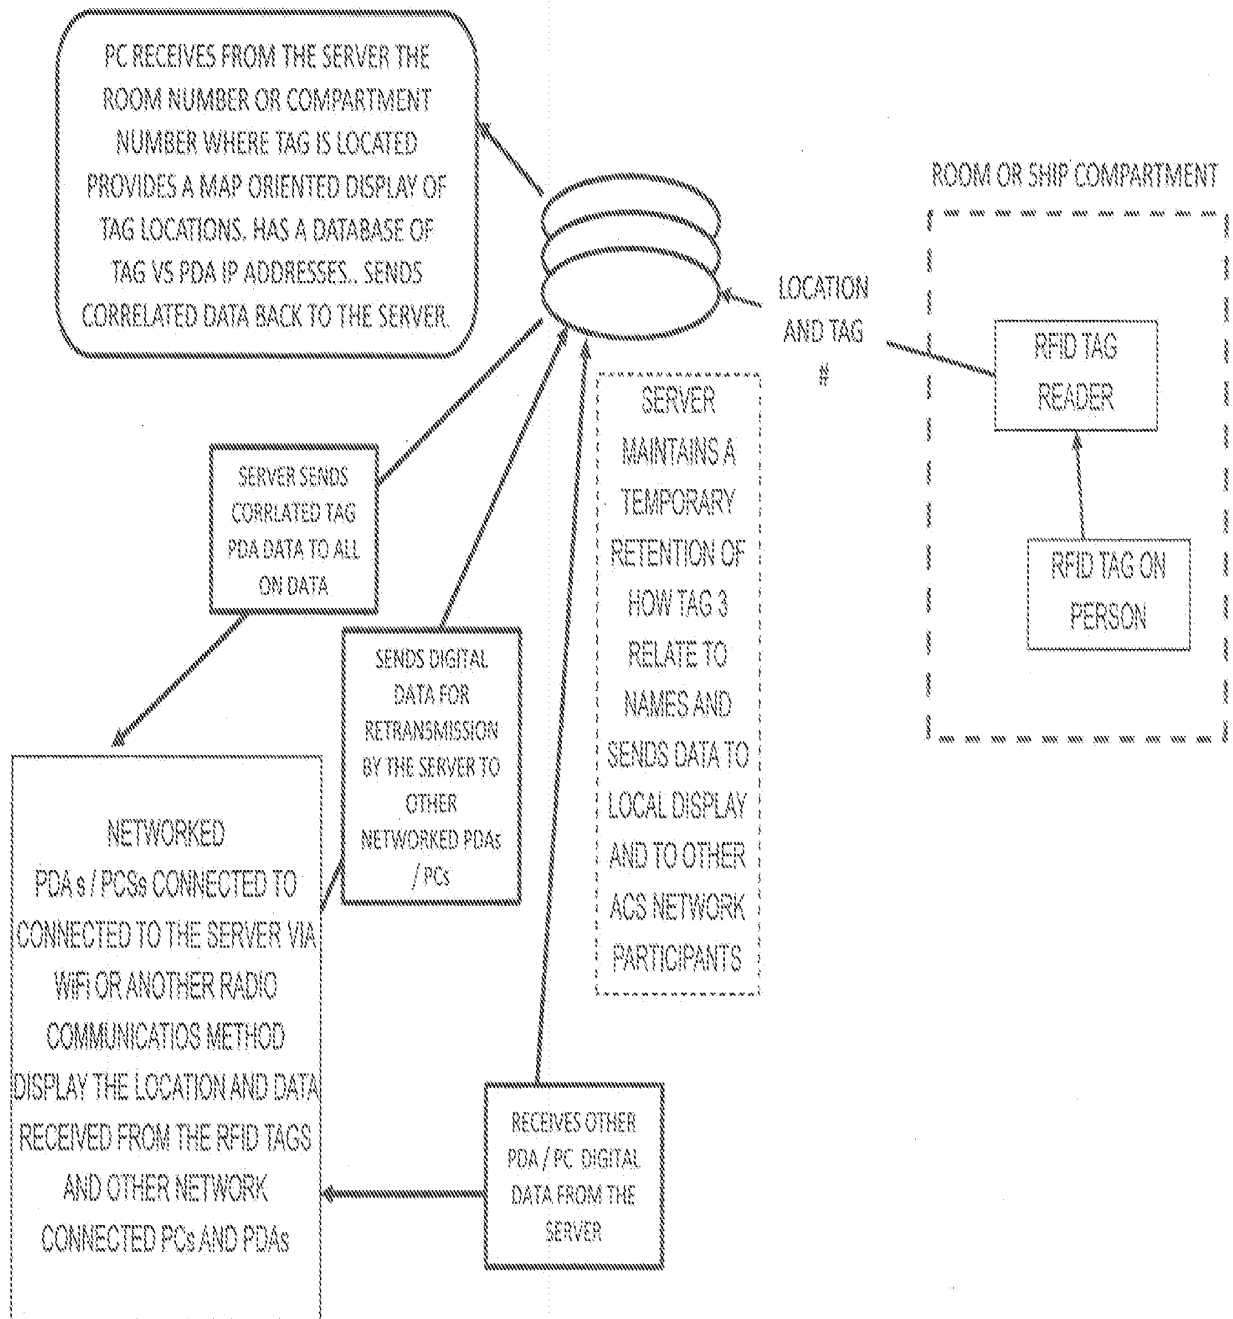 PC RECEIVES FROM THE SERVER THE
ROOM NUMBER OR COMPARTMENT
NUMBER WHERE TAG IS LOCATED
PROVIDES A MAP ORIENTED DISPLAY OF
TAG LOCATIONS. HAS A DATABASE OF
TAG VS PDA IP ADDRESSES.. SENDS
CORRELATED DATA BACK TO THE SERVER.
ROOM OR SHIP COMPARTMENT
LOCATION
AND TAG
#
RFID TAG
READER
RFID TAG ON
PERSON
SERVER
MAINTAINS A
TEMPORARY
RETENTION OF
HOW TAG 3
RELATE TO
NAMES AND
SENDS DATA TO
LOCAL DISPLAY
AND TO OTHER
ACS NETWORK
PARTICIPANTS
SERVER SENDS
CORRLATED TAG
PDA DATA TO ALL
ON DATA
SENDS DIGITAL
DATA FOR
RETRANSMISSION
BY THE SERVER TO
OTHER
NETWORKED PDAs
/ PCs
NETWORKED
PDA s / PCSs CONNECTED TO
CONNECTED TO THE SERVER VIA
WiFi OR ANOTHER RADIO
COMMUNICATIOS METHOD
DISPLAY THE LOCATION AND DATA
RECEIVED FROM THE RFID TAGS
AND OTHER NETWORK
CONNECTED PCs AND PDAs
RECEIVES OTHER
PDA / PC DIGITAL
DATA FROM THE
SERVER